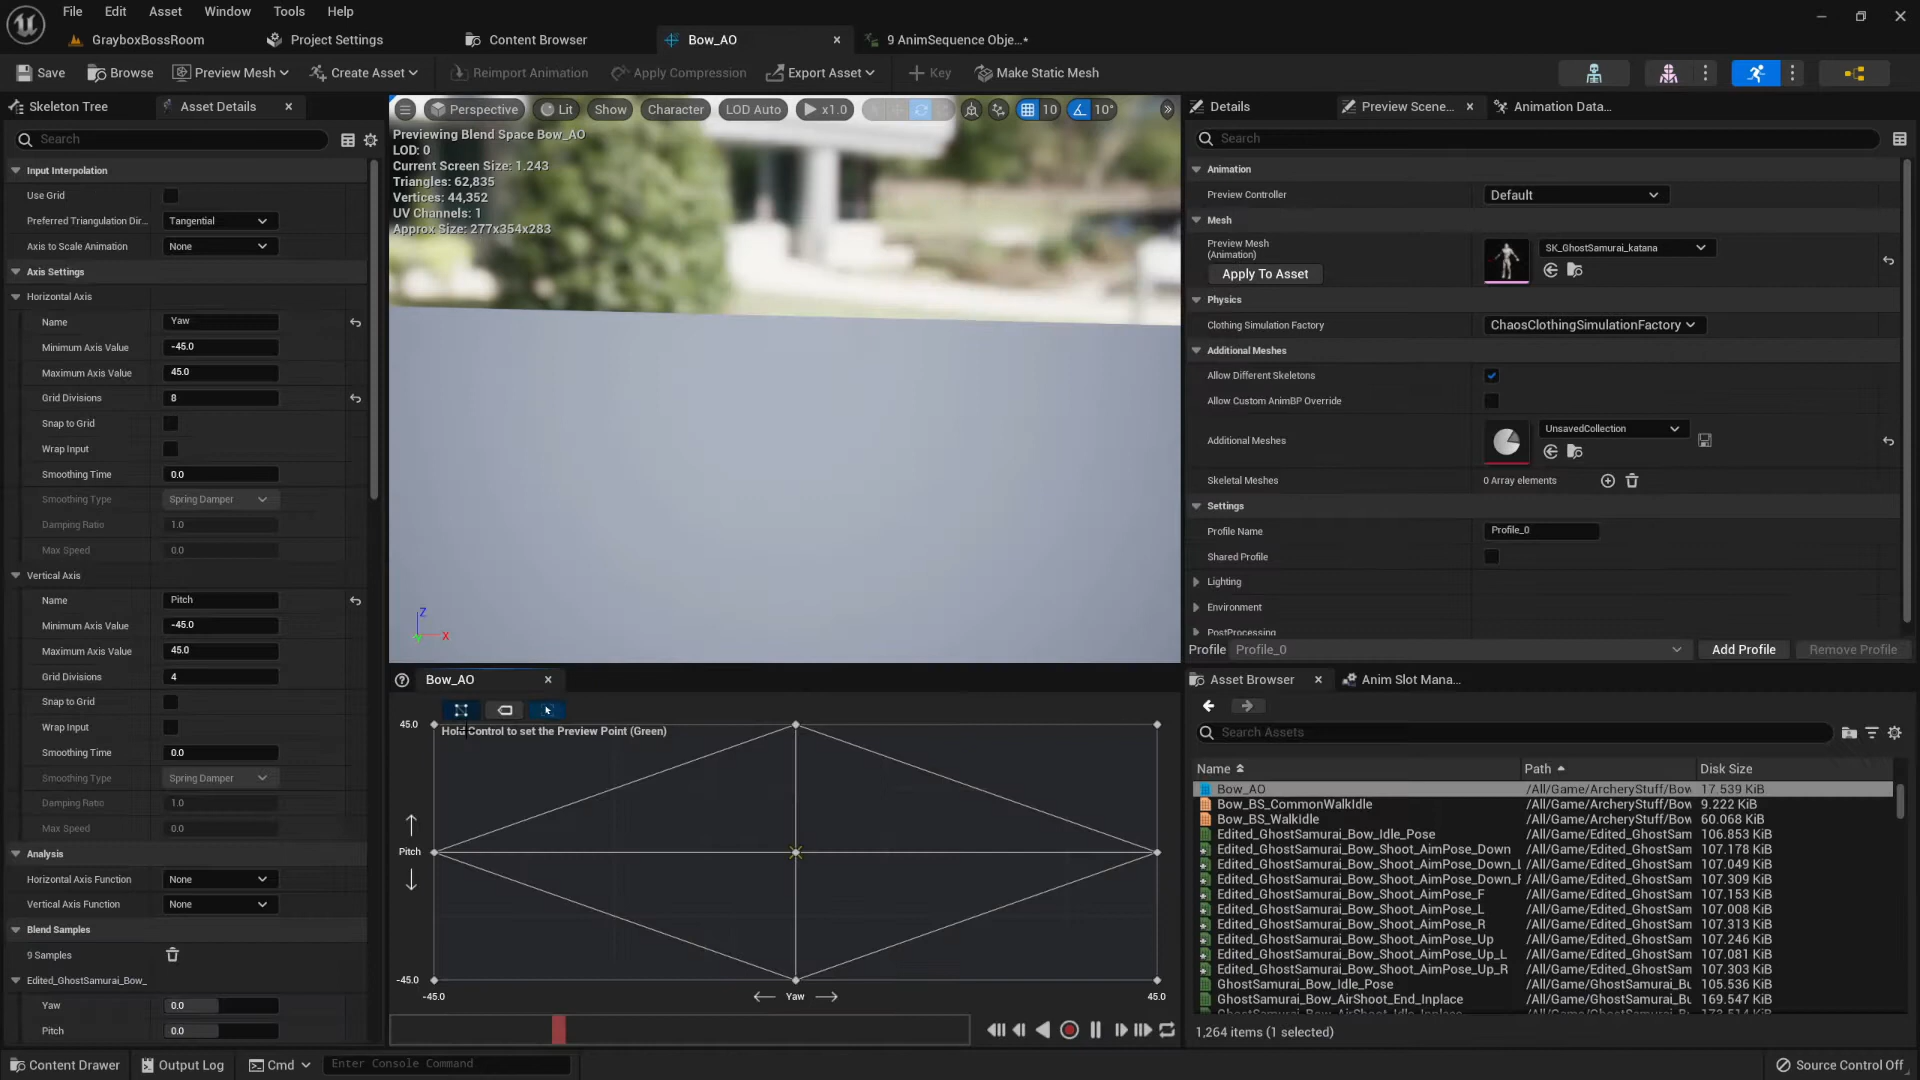 File Edit Asset Window Tools Help
GrayboxBossRoom Project Settings Content Browser Bow_AO 9 AnimSequence Obje...*
Save Browse Preview Mesh Create Asset Reimport Animation Apply Compression Export Asset Key Make Static Mesh
Skeleton Tree Asset Details
Search
Input Interpolation
Use Grid
Preferred Triangulation Dir... Tangential
Axis to Scale Animation None
Axis Settings
Horizontal Axis
Name Yaw
Minimum Axis Value -45.0
Maximum Axis Value 45.0
Grid Divisions 8
Snap to Grid
Wrap Input
Smoothing Time 0.0
Smoothing Type Spring Damper
Damping Ratio 1.0
Max Speed 0.0
Vertical Axis
Name Pitch
Minimum Axis Value -45.0
Maximum Axis Value 45.0
Grid Divisions 4
Snap to Grid
Wrap Input
Smoothing Time 0.0
Smoothing Type Spring Damper
Damping Ratio 1.0
Max Speed 0.0
Analysis
Horizontal Axis Function None
Vertical Axis Function None
Blend Samples
9 Samples
Edited_GhostSamurai_Bow_
Yaw 0.0
Pitch 0.0
Perspective Lit Show Character LOD Auto x1.0 10 10°
Previewing Blend Space Bow_AO
LOD: 0
Current Screen Size: 1.243
Triangles: 62,835
Vertices: 44,352
UV Channels: 1
Approx Size: 277x354x283
Z
Y X
Bow_AO
45.0
Hold Control to set the Preview Point (Green)
Pitch
-45.0
-45.0 Yaw 45.0
Details Preview Scene... Animation Data...
Search
Animation
Preview Controller Default
Mesh
Preview Mesh
(Animation)
SK_GhostSamurai_katana
Apply To Asset
Physics
Clothing Simulation Factory ChaosClothingSimulationFactory
Additional Meshes
Allow Different Skeletons
Allow Custom AnimBP Override
Additional Meshes UnsavedCollection
Skeletal Meshes 0 Array elements
Settings
Profile Name Profile_0
Shared Profile
Lighting
Environment
PostProcessing
Profile Profile_0 Add Profile Remove Profile
Asset Browser Anim Slot Mana...
Search Assets
Name Path Disk Size
Bow_AO /All/Game/ArcheryStuff/Bow 17.539 KiB
Bow_BS_CommonWalkIdle /All/Game/ArcheryStuff/Bow 9.222 KiB
Bow_BS_WalkIdle /All/Game/ArcheryStuff/Bow 60.068 KiB
Edited_GhostSamurai_Bow_Idle_Pose /All/Game/Edited_GhostSam 106.853 KiB
Edited_GhostSamurai_Bow_Shoot_AimPose_Down /All/Game/Edited_GhostSam 107.178 KiB
Edited_GhostSamurai_Bow_Shoot_AimPose_Down_L /All/Game/Edited_GhostSam 107.049 KiB
Edited_GhostSamurai_Bow_Shoot_AimPose_Down_R /All/Game/Edited_GhostSam 107.309 KiB
Edited_GhostSamurai_Bow_Shoot_AimPose_F /All/Game/Edited_GhostSam 107.153 KiB
Edited_GhostSamurai_Bow_Shoot_AimPose_L /All/Game/Edited_GhostSam 107.008 KiB
Edited_GhostSamurai_Bow_Shoot_AimPose_R /All/Game/Edited_GhostSam 107.313 KiB
Edited_GhostSamurai_Bow_Shoot_AimPose_Up /All/Game/Edited_GhostSam 107.246 KiB
Edited_GhostSamurai_Bow_Shoot_AimPose_Up_L /All/Game/Edited_GhostSam 107.081 KiB
Edited_GhostSamurai_Bow_Shoot_AimPose_Up_R /All/Game/Edited_GhostSam 107.303 KiB
GhostSamurai_Bow_Idle_Pose /All/Game/GhostSamurai_Bu 105.536 KiB
GhostSamurai_Bow_AirShoot_End_Inplace /All/Game/GhostSamurai_Bu 169.547 KiB
1,264 items (1 selected)
Content Drawer Output Log Cmd Enter Console Command Source Control Off